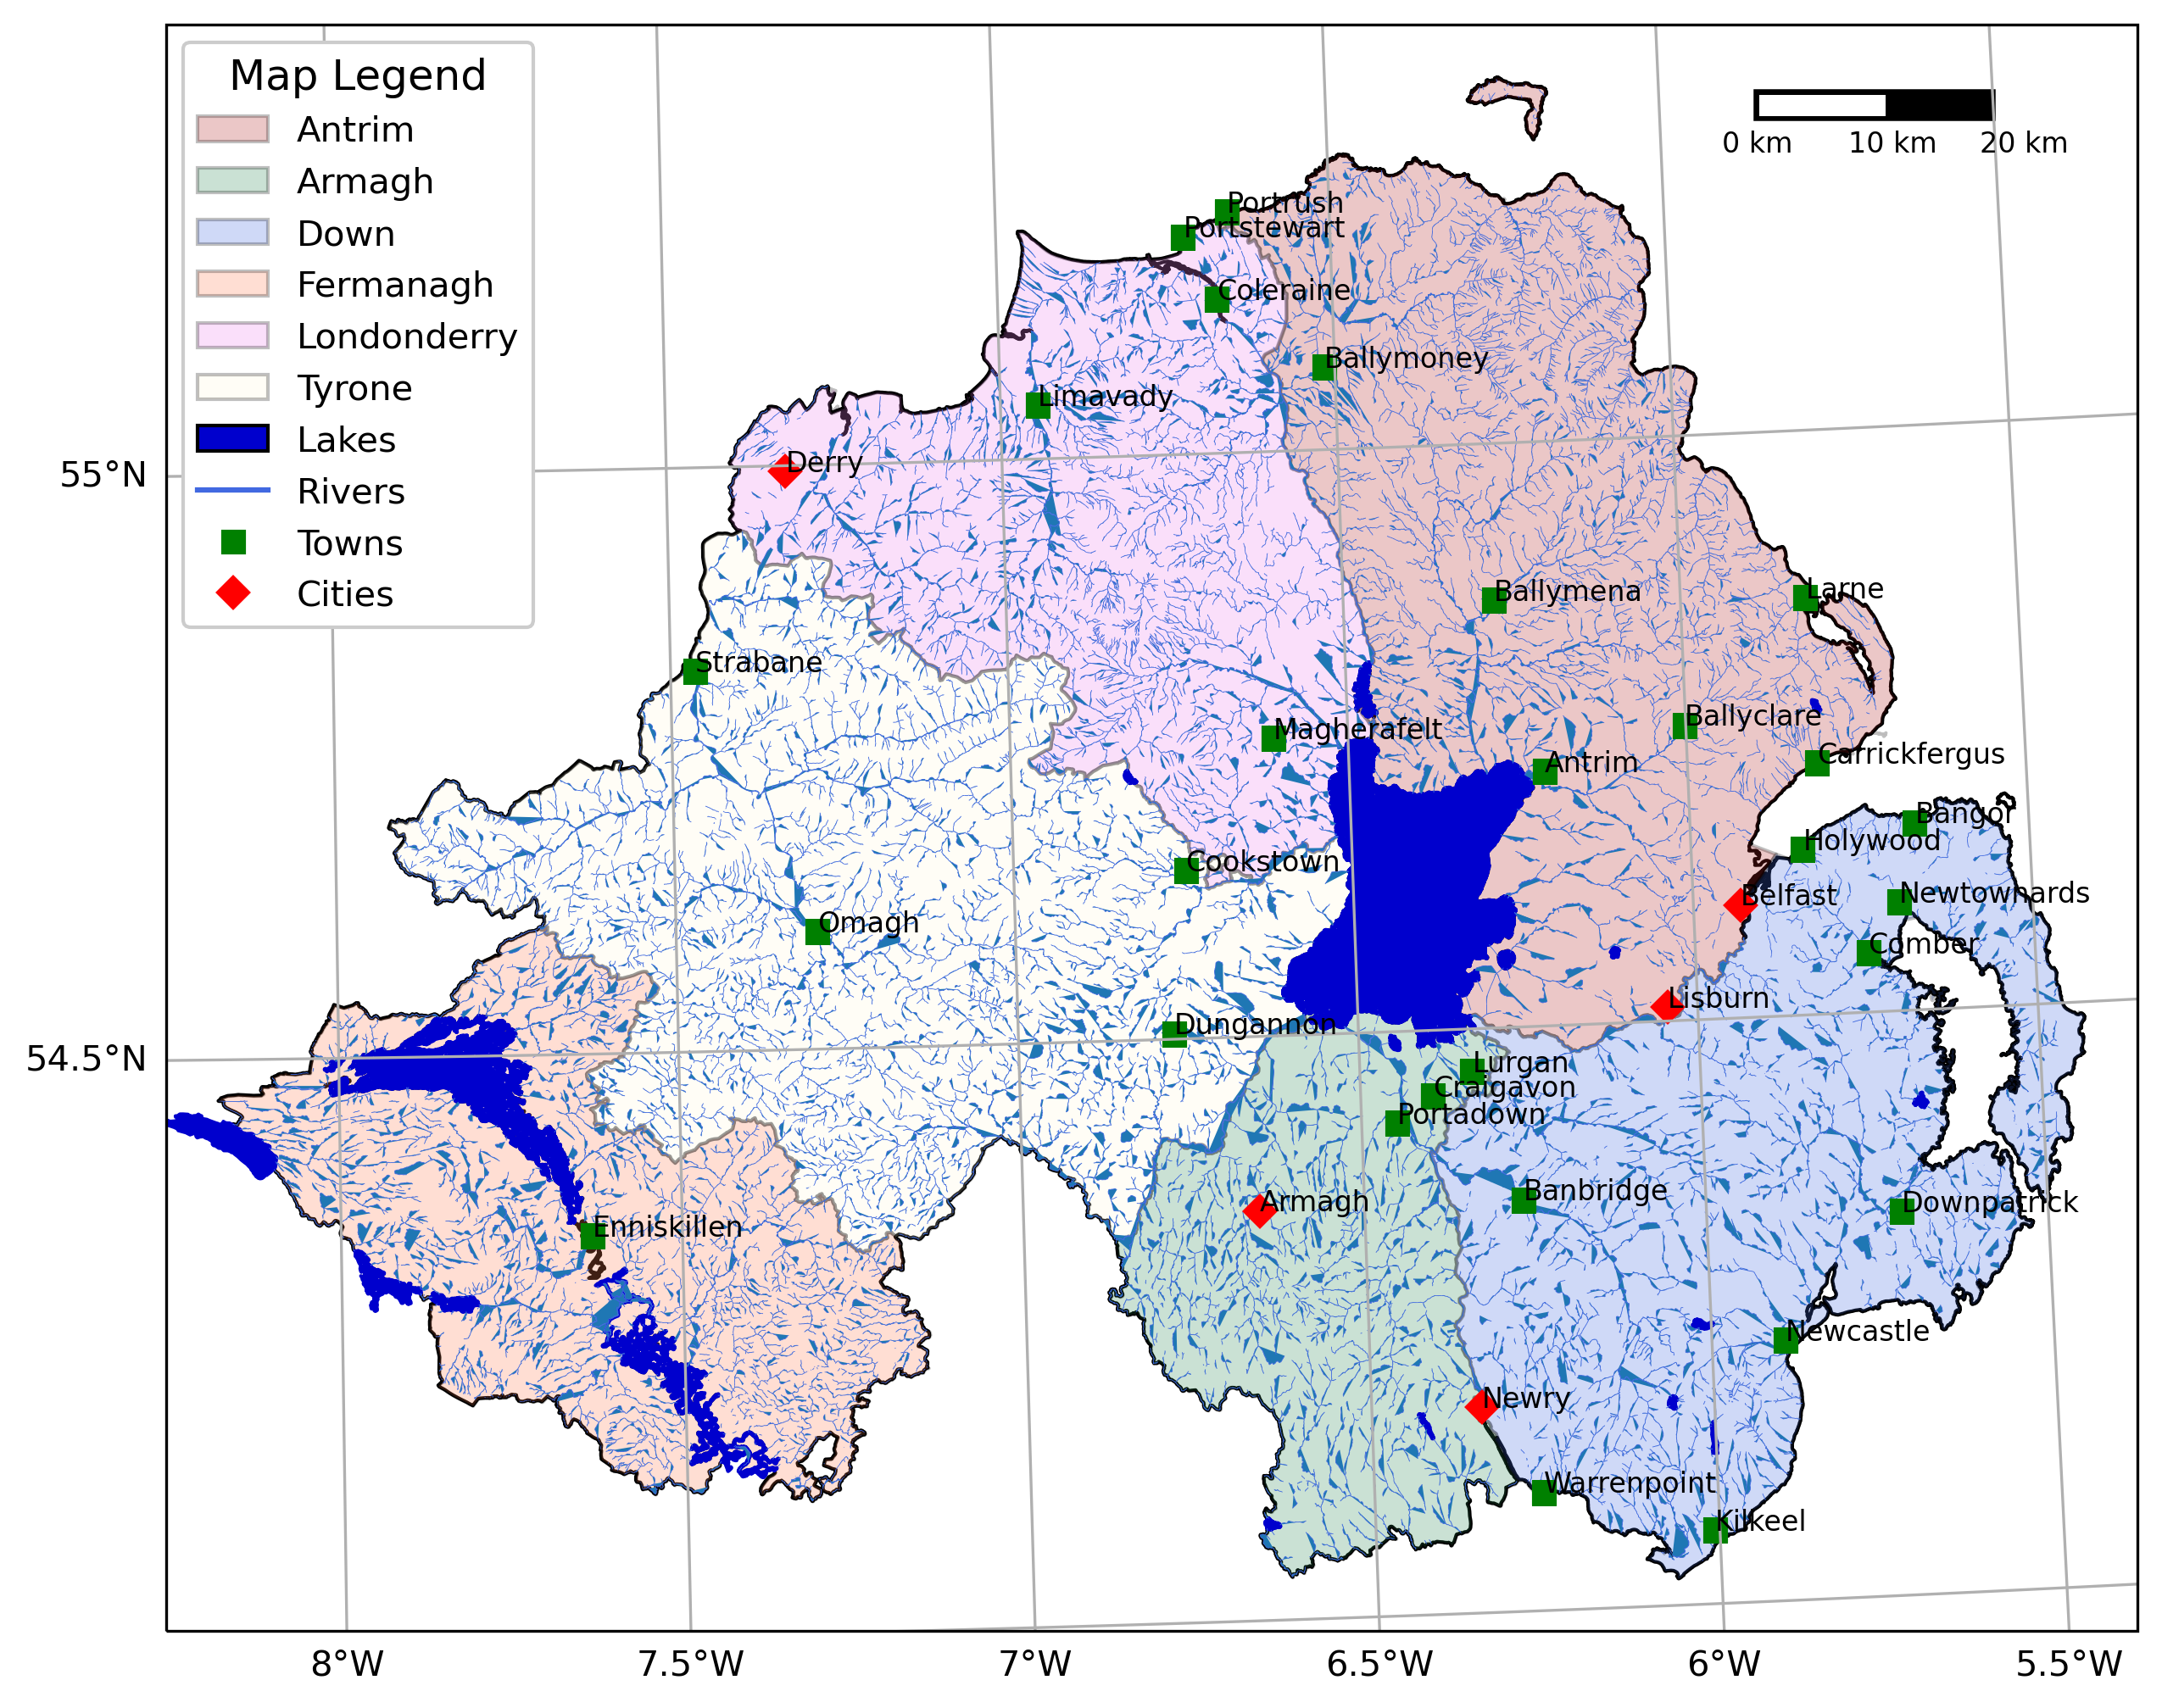 Map Legend
Antrim
Armagh
Down
Fermanagh
Londonderry
Tyrone
Lakes
Rivers
Towns
Cities
0 km 10 km 20 km
Portrush
Portstewart
Coleraine
Ballymoney
Limavady
Derry
55°N
Ballymena
Larne
Strabane
Magherafelt
Ballyclare
Carrickfergus
Antrim
Bangor
Holywood
Cookstown
Belfast
Newtownards
Omagh
Comber
Lisburn
Dungannon
54.5°N
Lurgan
Craigavon
Portadown
Armagh
Banbridge
Downpatrick
Enniskillen
Newcastle
Newry
Warrenpoint
Kilkeel
8°W 7.5°W 7°W 6.5°W 6°W 5.5°W